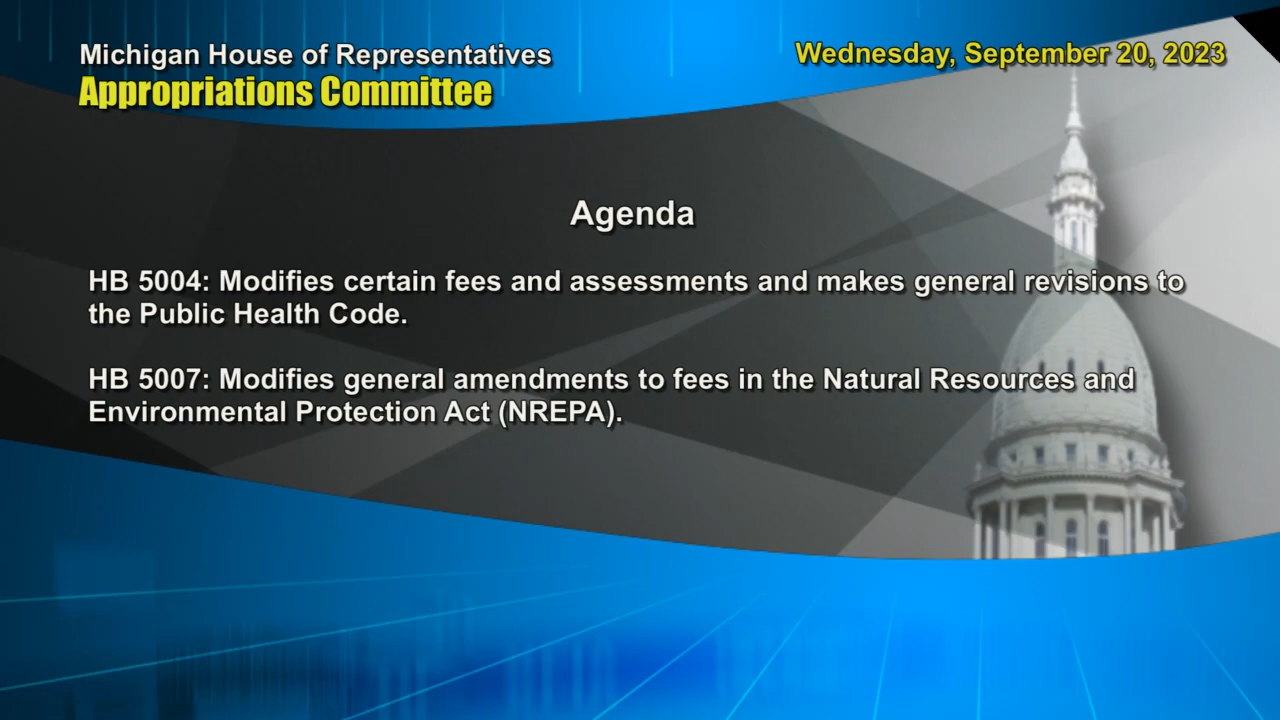 Michigan House of Representatives
Appropriations Committee
Wednesday, September 20, 2023
Agenda
HB 5004: Modifies certain fees and assessments and makes general revisions to
the Public Health Code.
HB 5007: Modifies general amendments to fees in the Natural Resources and
Environmental Protection Act (NREPA).